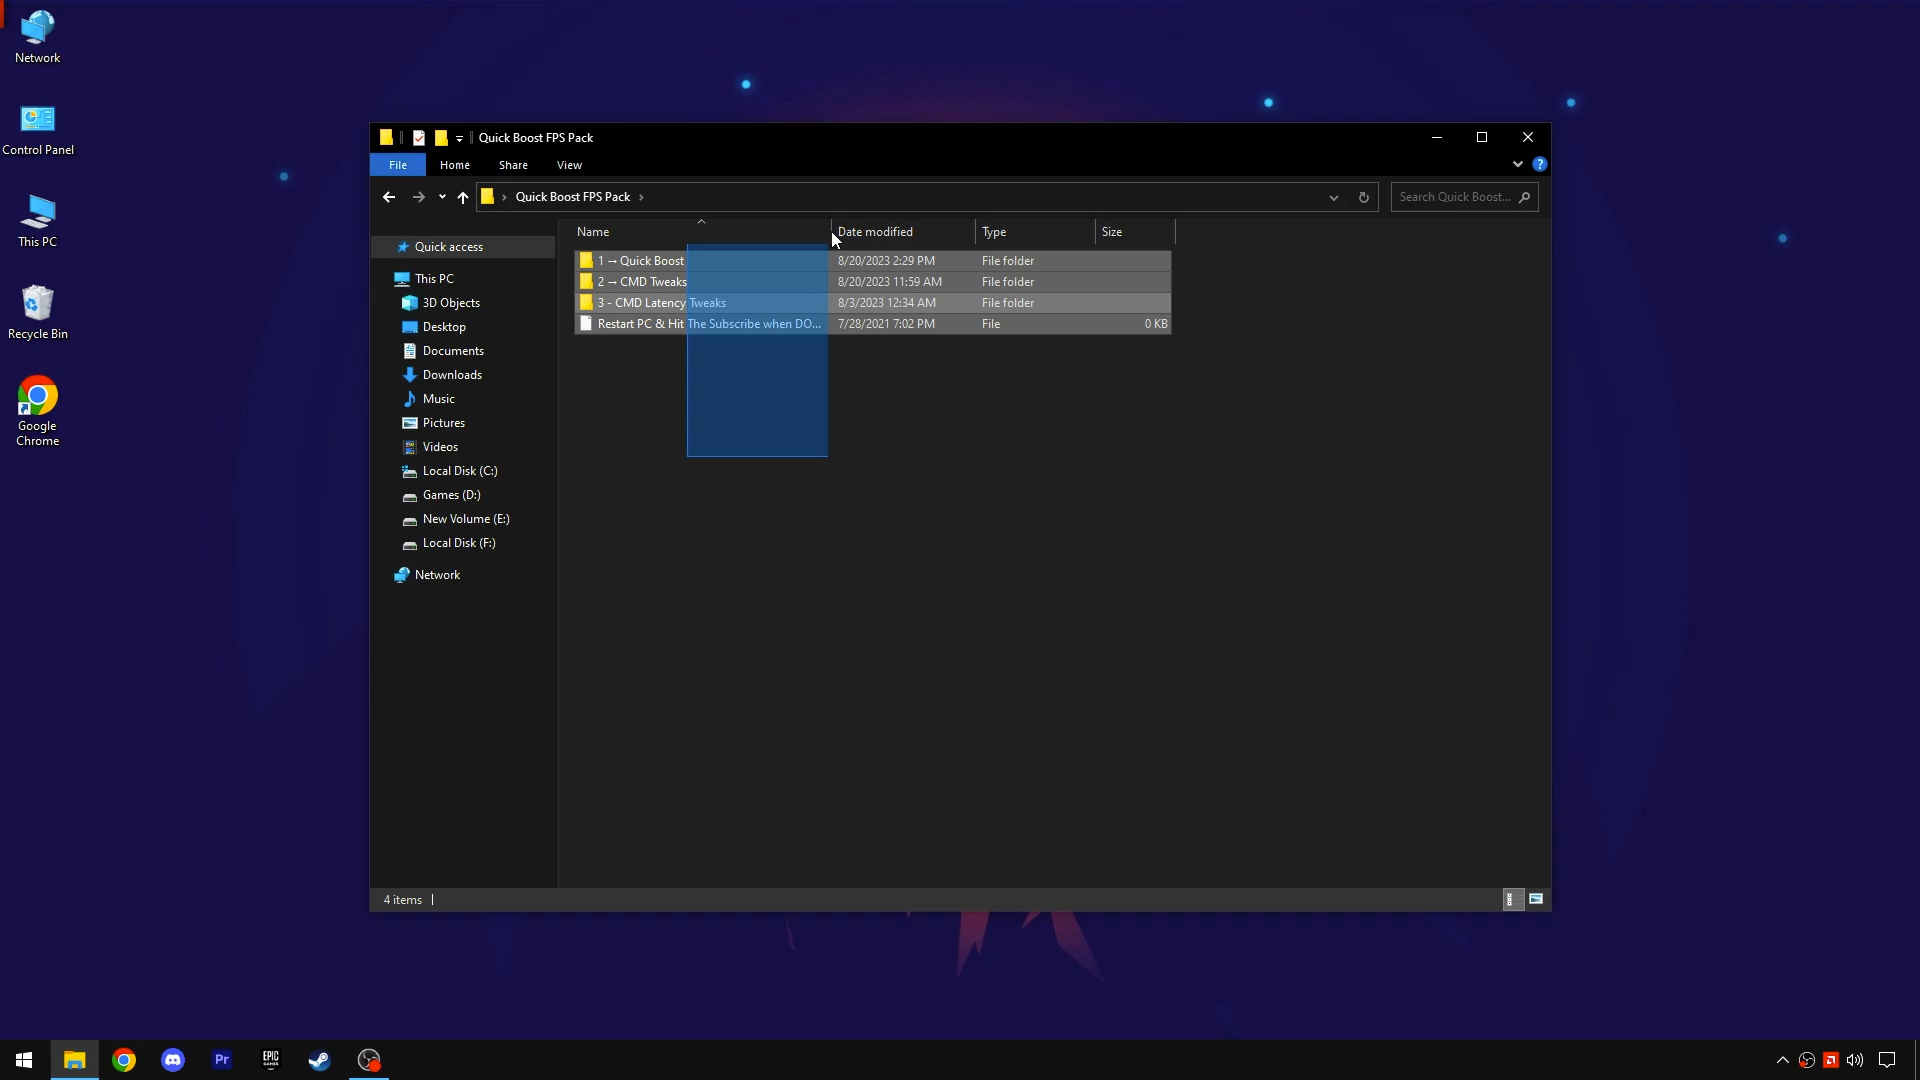 Network
Control Panel
This PC
Recycle Bin
Google
Chrome
Quick Boost FPS Pack
File Home Share View
Quick Boost FPS Pack
Search Quick Boost...
Name Date modified Type Size
1 → Quick Boost 8/20/2023 2:29 PM File folder
2 → CMD Tweaks 8/20/2023 11:59 AM File folder
3 - CMD Latency Tweaks 8/3/2023 12:34 AM File folder
Restart PC & Hit The Subscribe when DO... 7/28/2021 7:02 PM File 0 KB
Quick access
This PC
3D Objects
Desktop
Documents
Downloads
Music
Pictures
Videos
Local Disk (C:)
Games (D:)
New Volume (E:)
Local Disk (F:)
Network
4 items
Pr
EPIC
GAMES